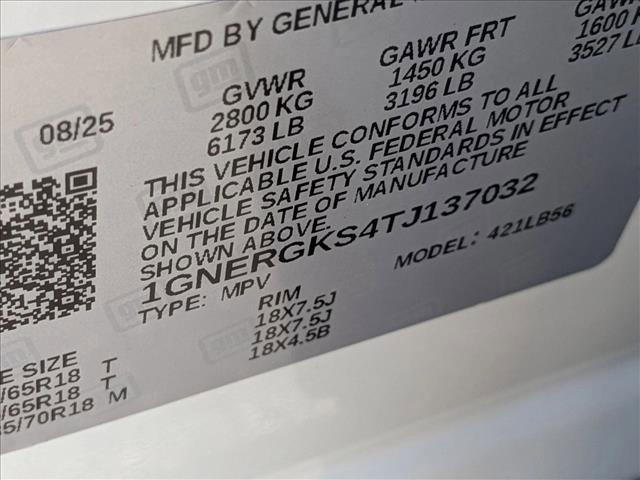 MFD BY GENERAL
GVWR GAWR FRT GAWR
08/25 2800 KG 1450 KG 1600
6173 LB 3196 LB 3527 LB
THIS VEHICLE CONFORMS TO ALL
APPLICABLE U.S. FEDERAL MOTOR
VEHICLE SAFETY STANDARDS IN EFFECT
ON THE DATE OF MANUFACTURE
SHOWN ABOVE.
1GNERGKS4TJ137032
TYPE: MPV MODEL: 421LB56
SIZE RIM
/65R18 T 18X7.5J
/65R18 T 18X7.5J
5/70R18 M 18X4.5B
gm